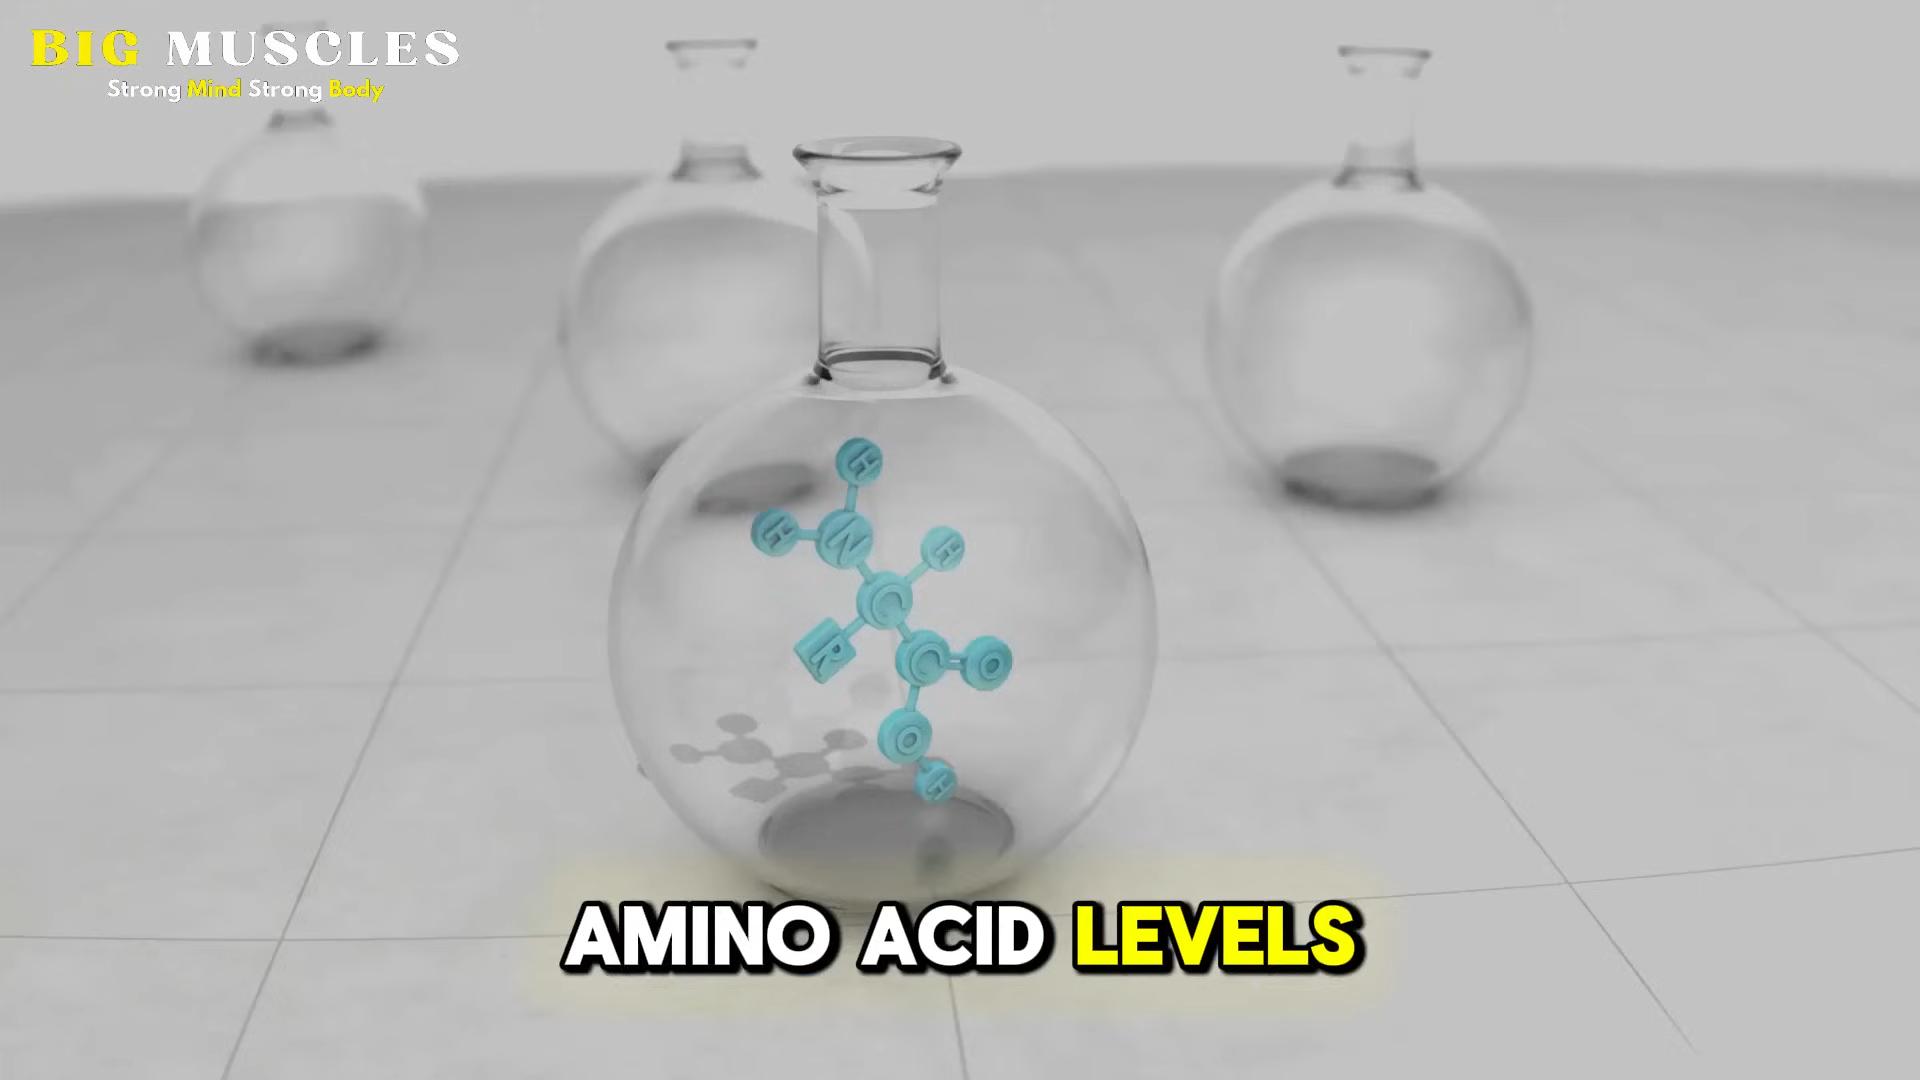 BIG MUSCLES
Strong Mind Strong Body
H
H N H
C
R C O
O
H
AMINO ACID LEVELS